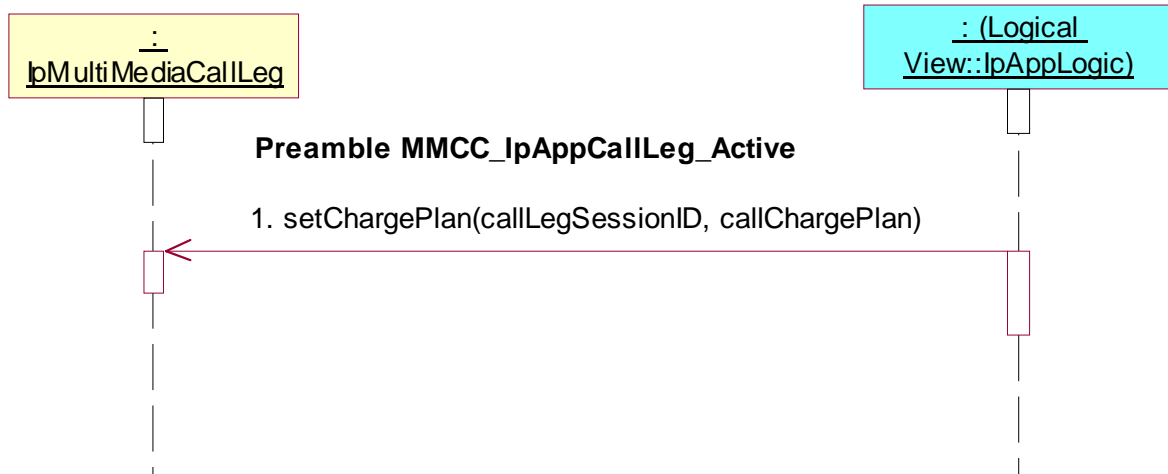 :
IpMultiMediaCallLeg
: (Logical
View::IpAppLogic)
Preamble MMCC_IpAppCallLeg_Active
1. setChargePlan(callLegSessionID, callChargePlan)